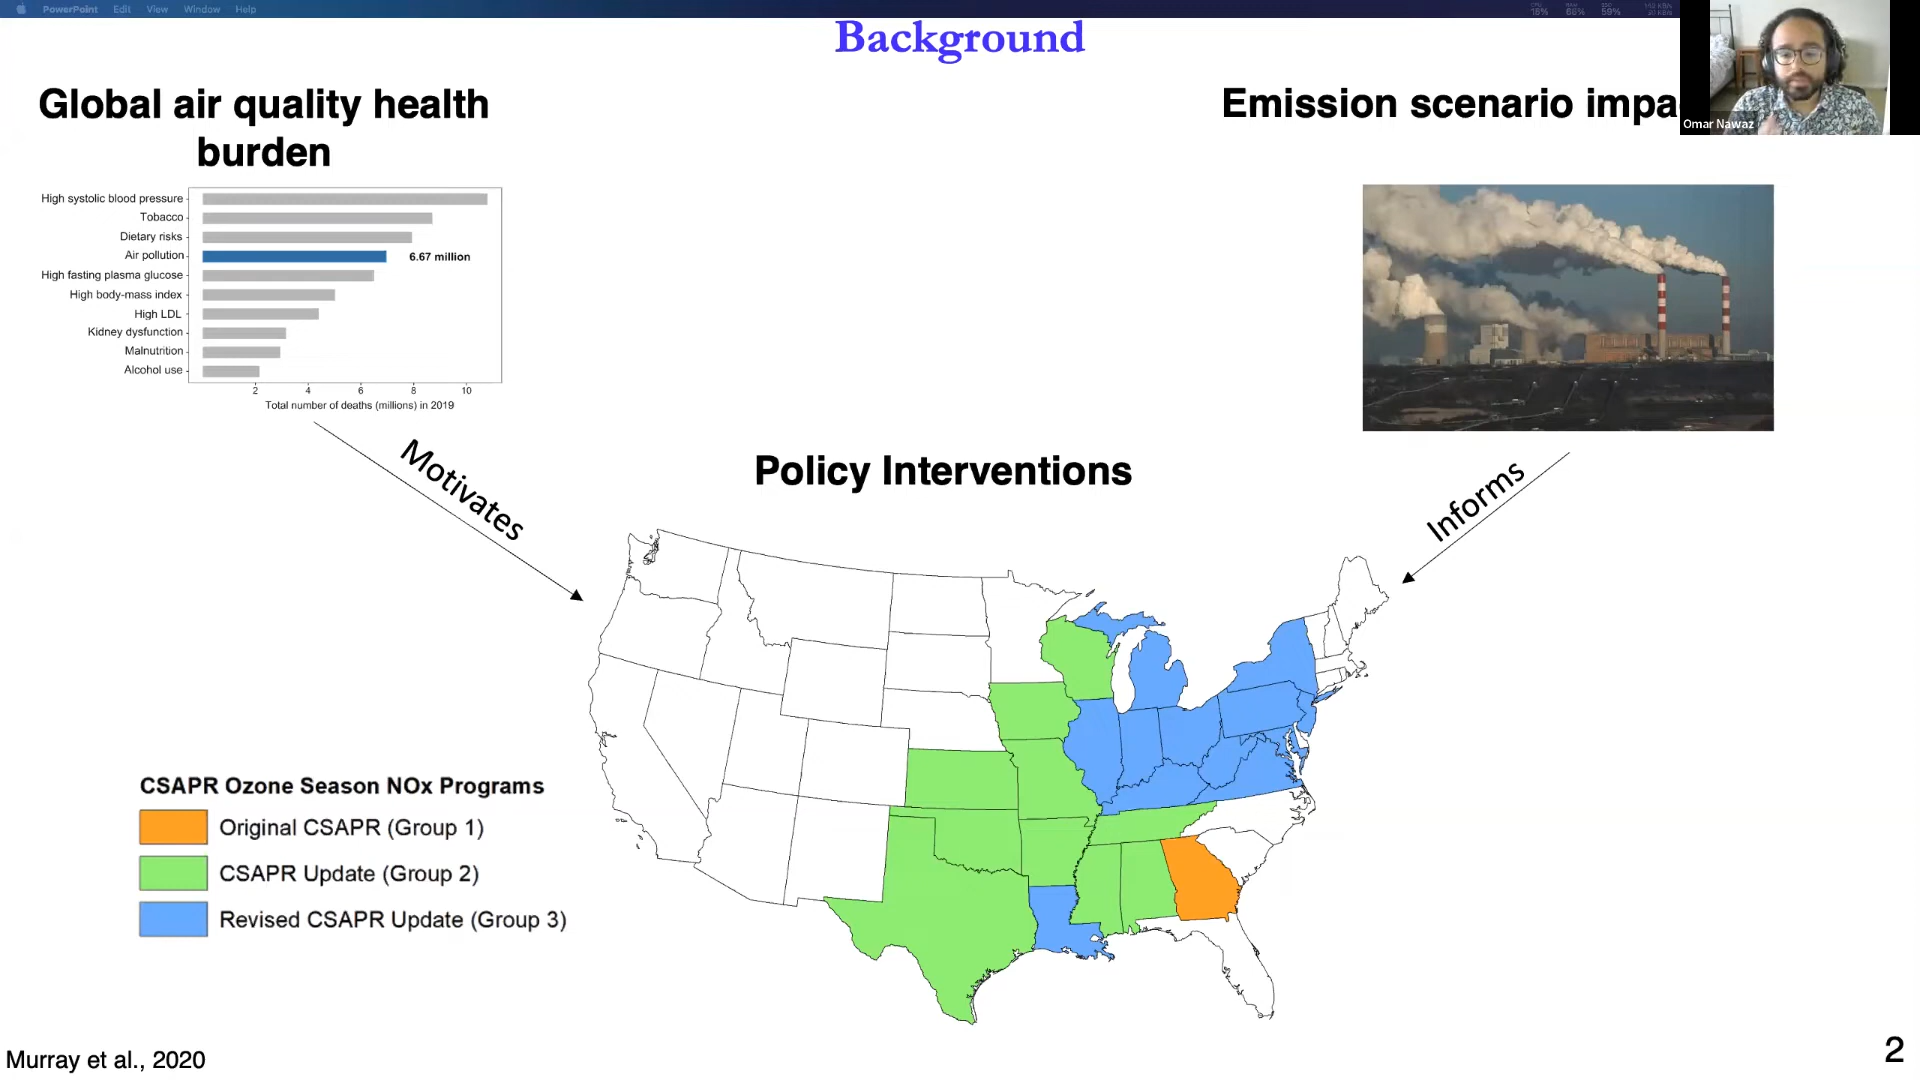 PowerPoint Edit View Window Help
Background
Global air quality health
burden
High systolic blood pressure
Tobacco
Dietary risks
Air pollution
6.67 million
High fasting plasma glucose
High body-mass index
High LDL
Kidney dysfunction
Malnutrition
Alcohol use
2 4 6 8 10
Total number of deaths (millions) in 2019
Emission scenario impa
Omar Nawaz
Motivates
Policy Interventions
Informs
CSAPR Ozone Season NOx Programs
Original CSAPR (Group 1)
CSAPR Update (Group 2)
Revised CSAPR Update (Group 3)
Murray et al., 2020
2